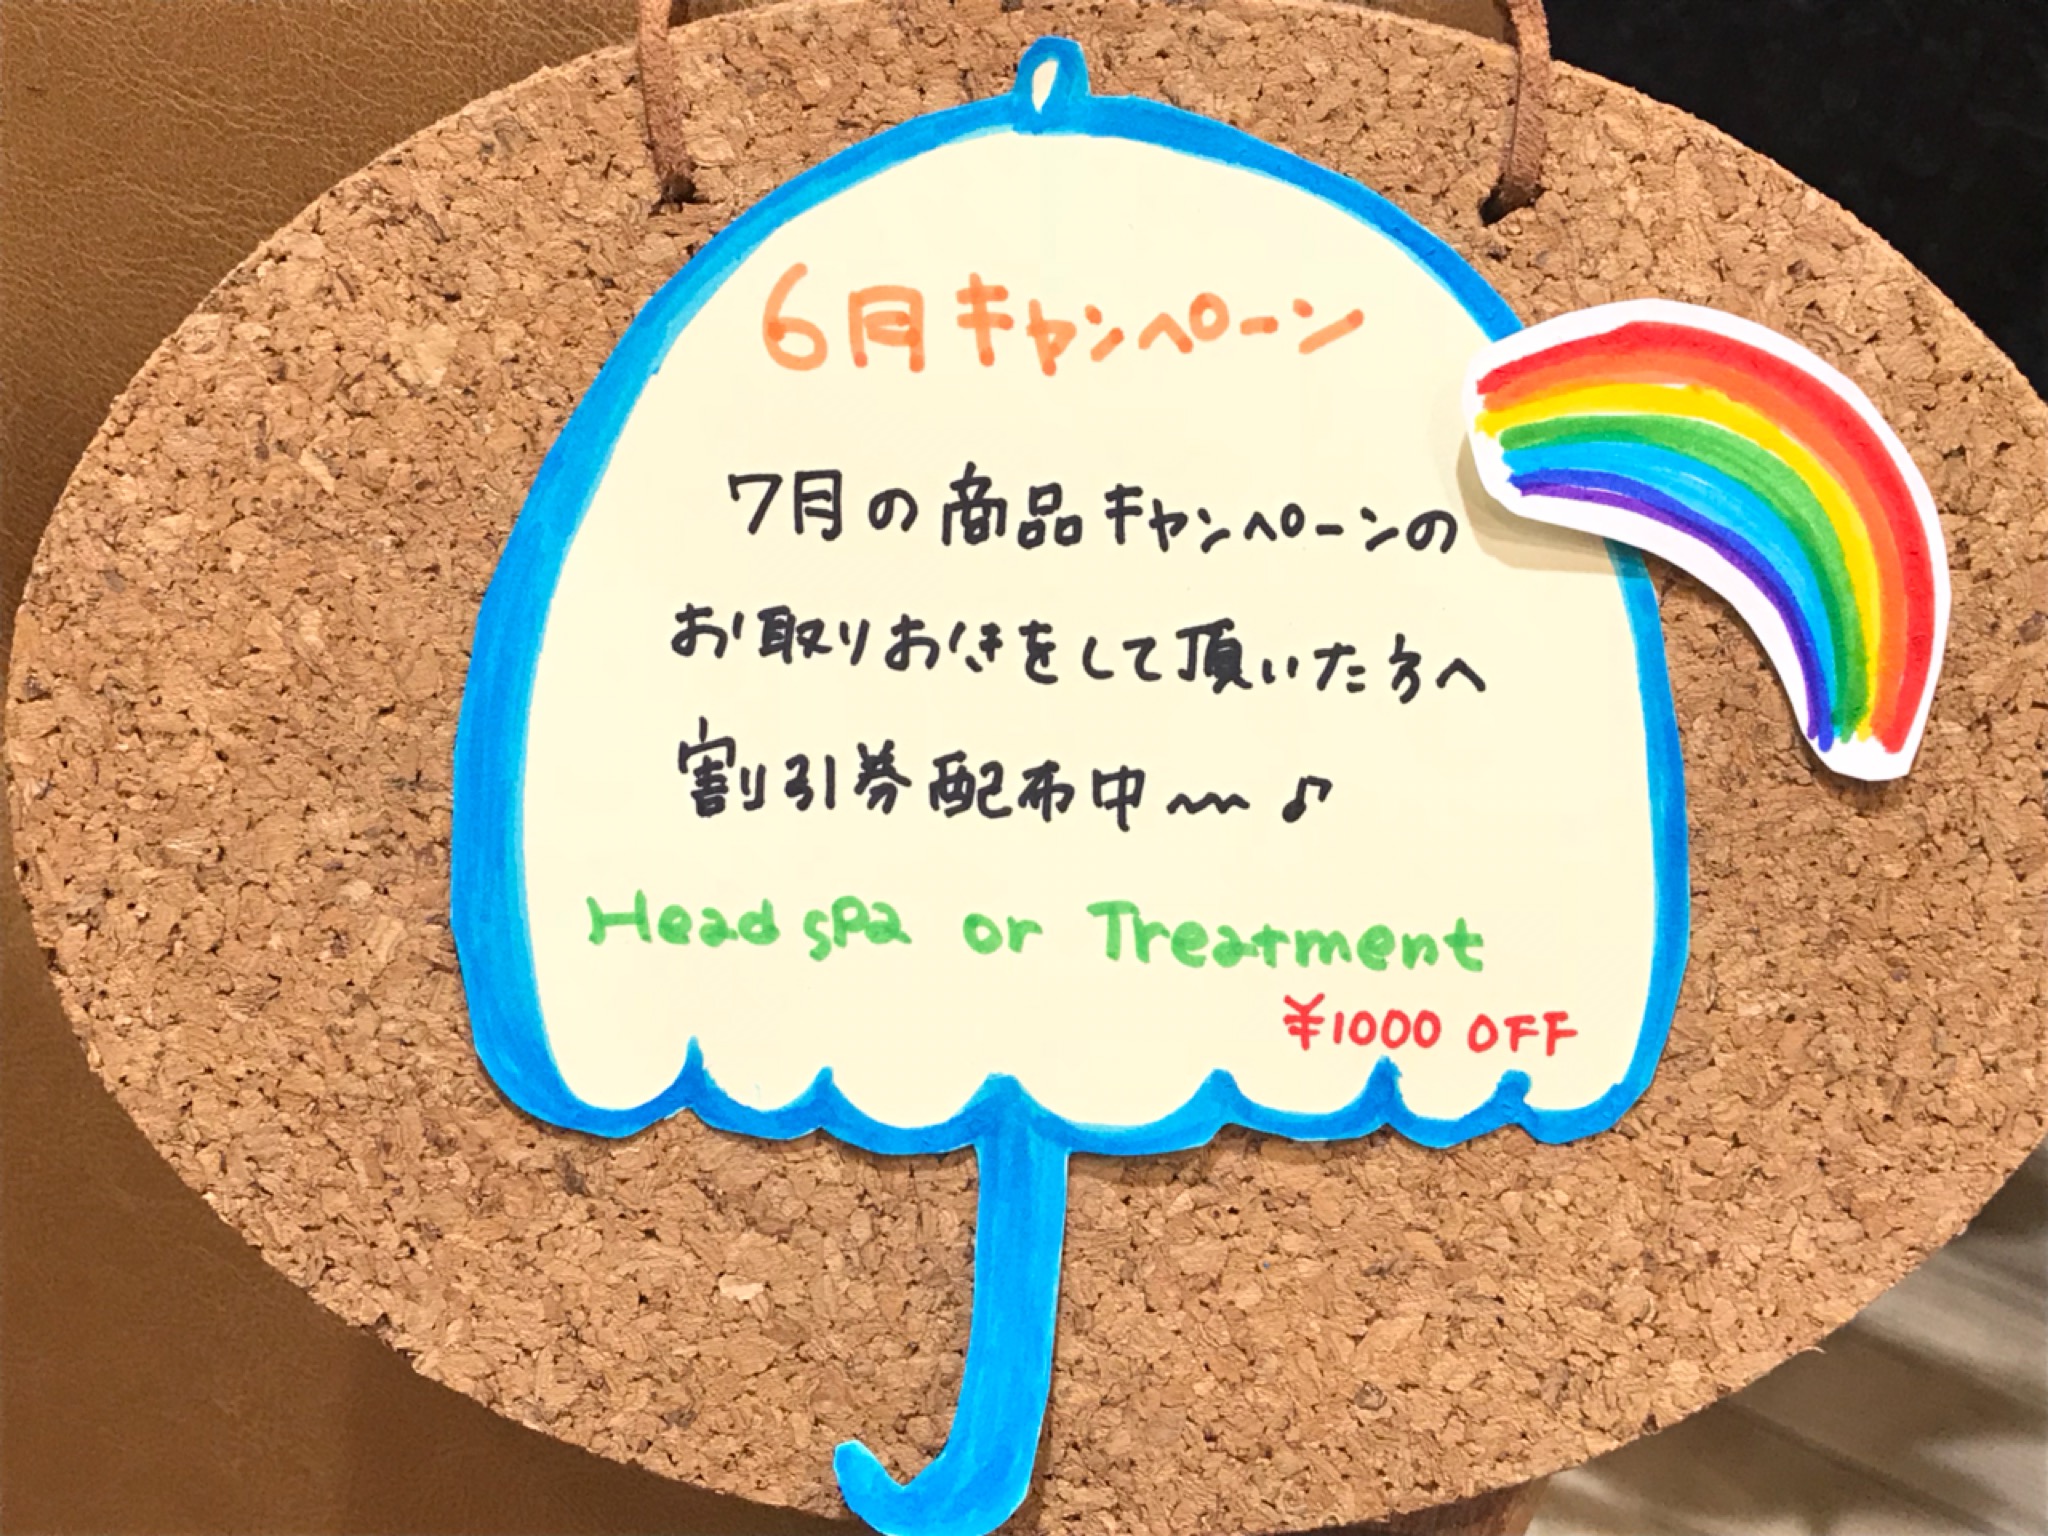 6月キャンペーン
7月の商品キャンペーンの
お取りおきをして頂いた方へ
割引券配布中〜〜♪
Head spa or Treatment
¥1000 OFF